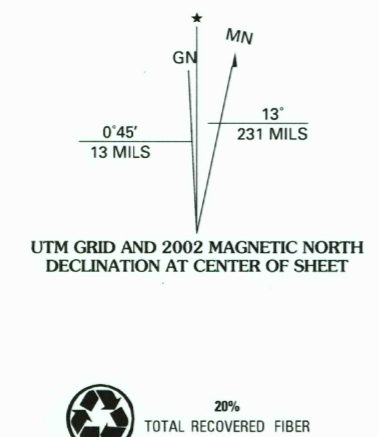 ★
MN
GN
0°45′
13 MILS
13°
231 MILS
UTM GRID AND 2002 MAGNETIC NORTH
DECLINATION AT CENTER OF SHEET
20%
TOTAL RECOVERED FIBER